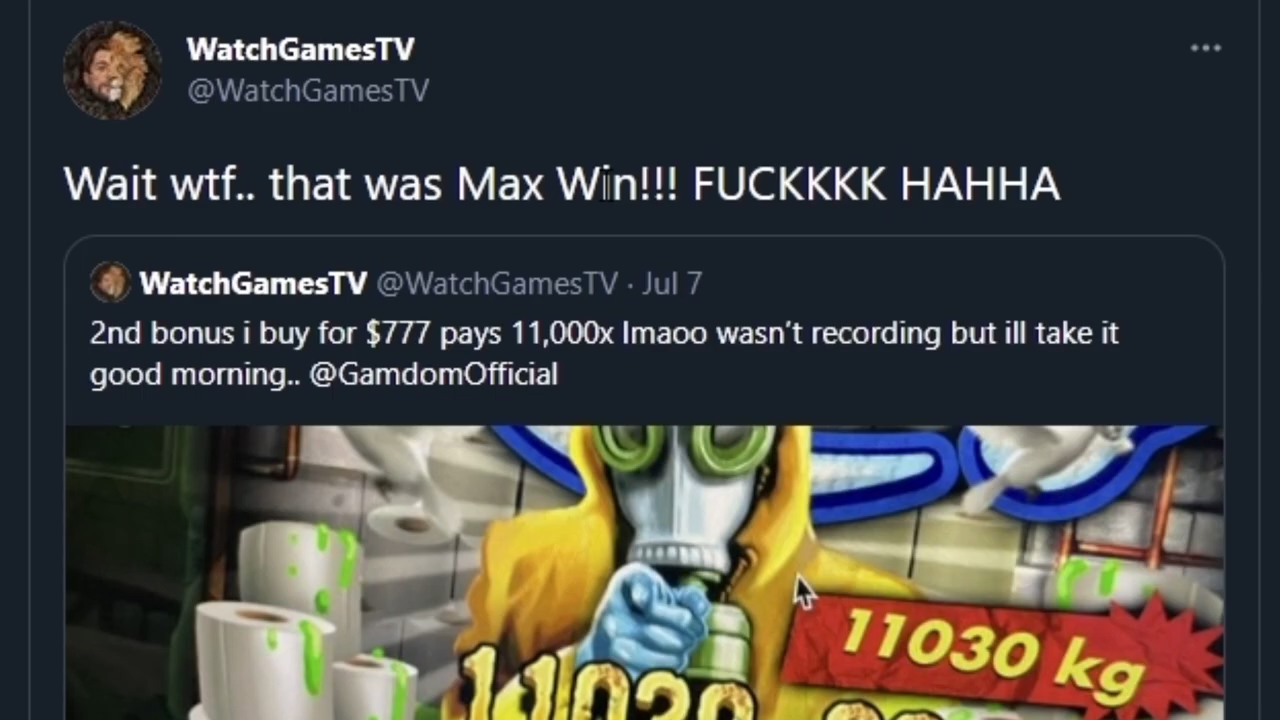 WatchGamesTV
@WatchGamesTV
Wait wtf.. that was Max Win!!! FUCKKKK HAHHA
WatchGamesTV @WatchGamesTV · Jul 7
2nd bonus i buy for $777 pays 11,000x lmaoo wasn’t recording but ill take it
good morning.. @GamdomOfficial
11030 kg